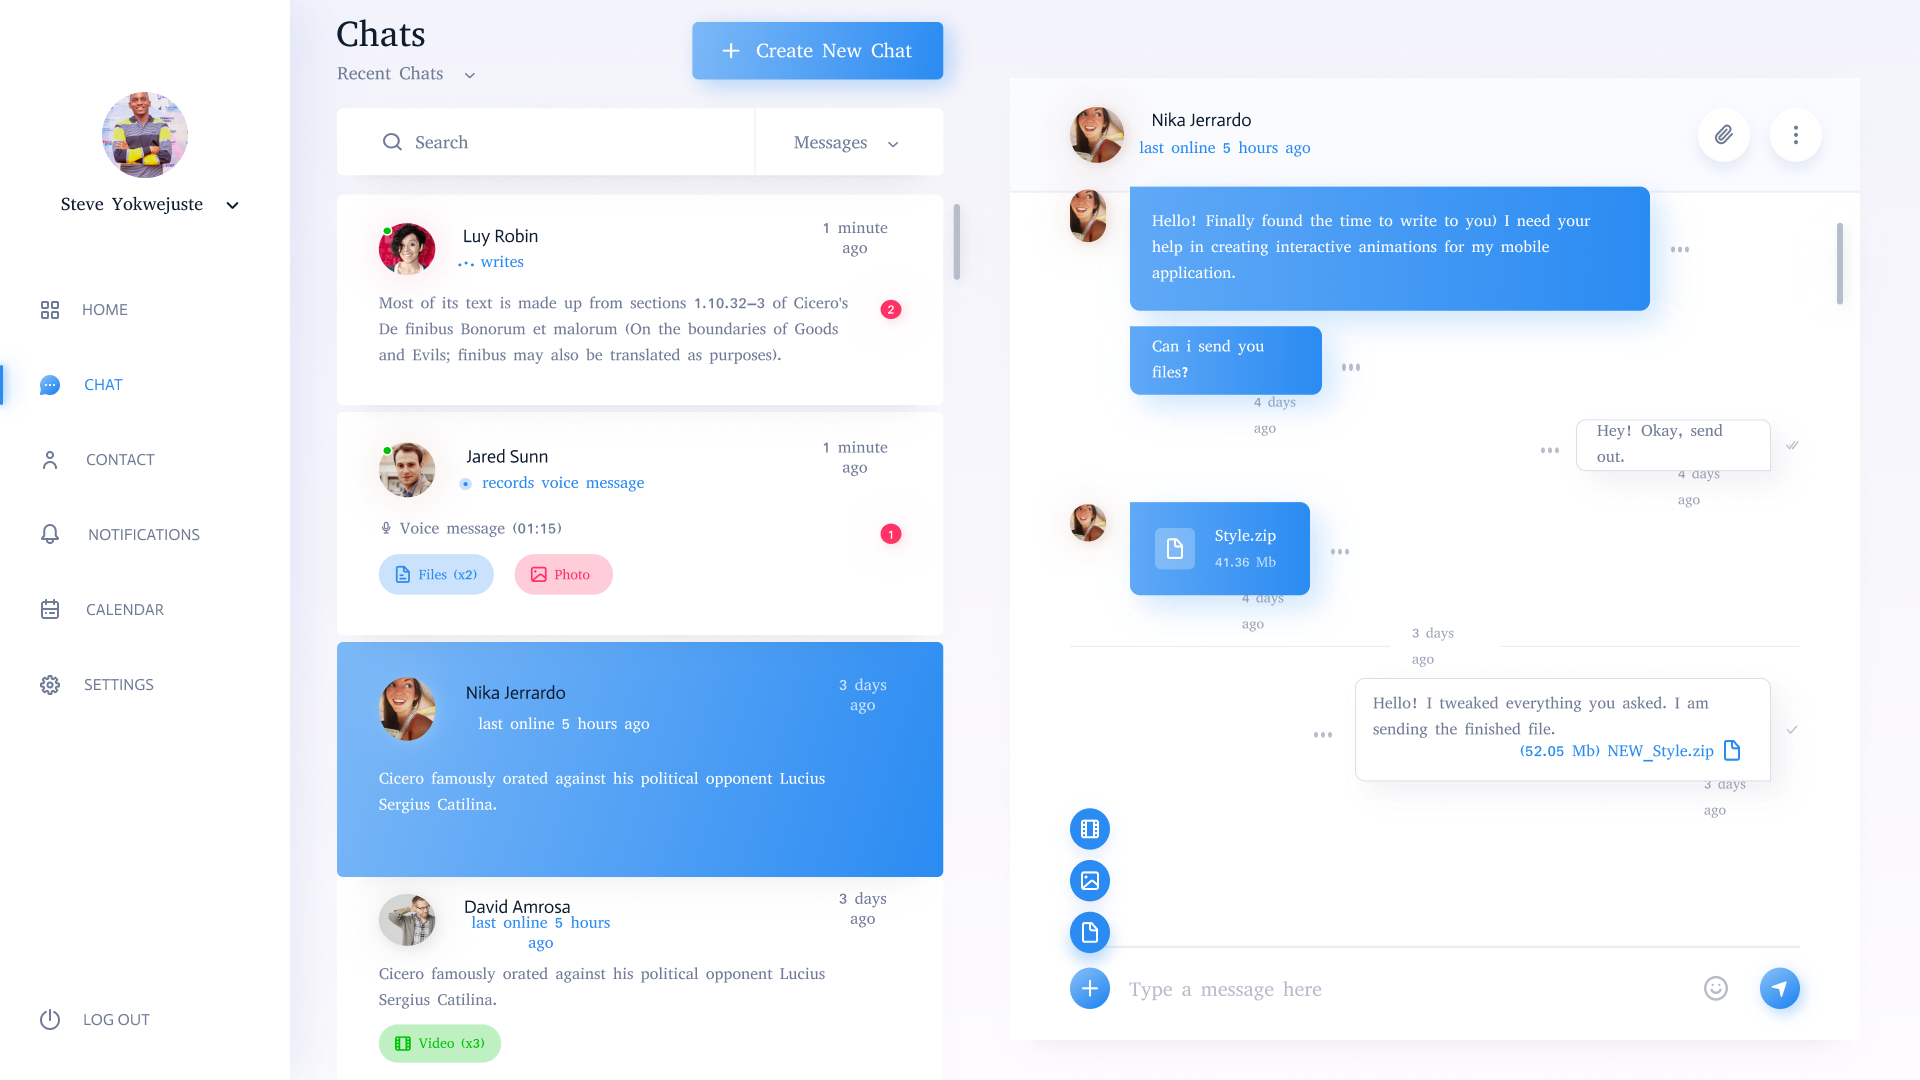 Steve Yokwejuste
HOME
CHAT
CONTACT
NOTIFICATIONS
CALENDAR
SETTINGS
LOG OUT
Chats
Recent Chats
Create New Chat
Search
Messages
Luy Robin
writes
1 minute
ago
Most of its text is made up from sections 1.10.32–3 of Cicero's
De finibus Bonorum et malorum (On the boundaries of Goods
and Evils; finibus may also be translated as purposes).
2
Jared Sunn
records voice message
1 minute
ago
Voice message (01:15)
1
Files (x2)
Photo
Nika Jerrardo
last online 5 hours ago
3 days
ago
Cicero famously orated against his political opponent Lucius
Sergius Catilina.
David Amrosa
last online 5 hours
ago
3 days
ago
Cicero famously orated against his political opponent Lucius
Sergius Catilina.
Video (x3)
Nika Jerrardo
last online 5 hours ago
Hello! Finally found the time to write to you) I need your
help in creating interactive animations for my mobile
application.
Can i send you
files?
4 days
ago
Hey! Okay, send
out.
4 days
ago
Style.zip
41.36 Mb
4 days
ago
3 days
ago
Hello! I tweaked everything you asked. I am
sending the finished file.
(52.05 Mb) NEW_Style.zip
3 days
ago
Type a message here